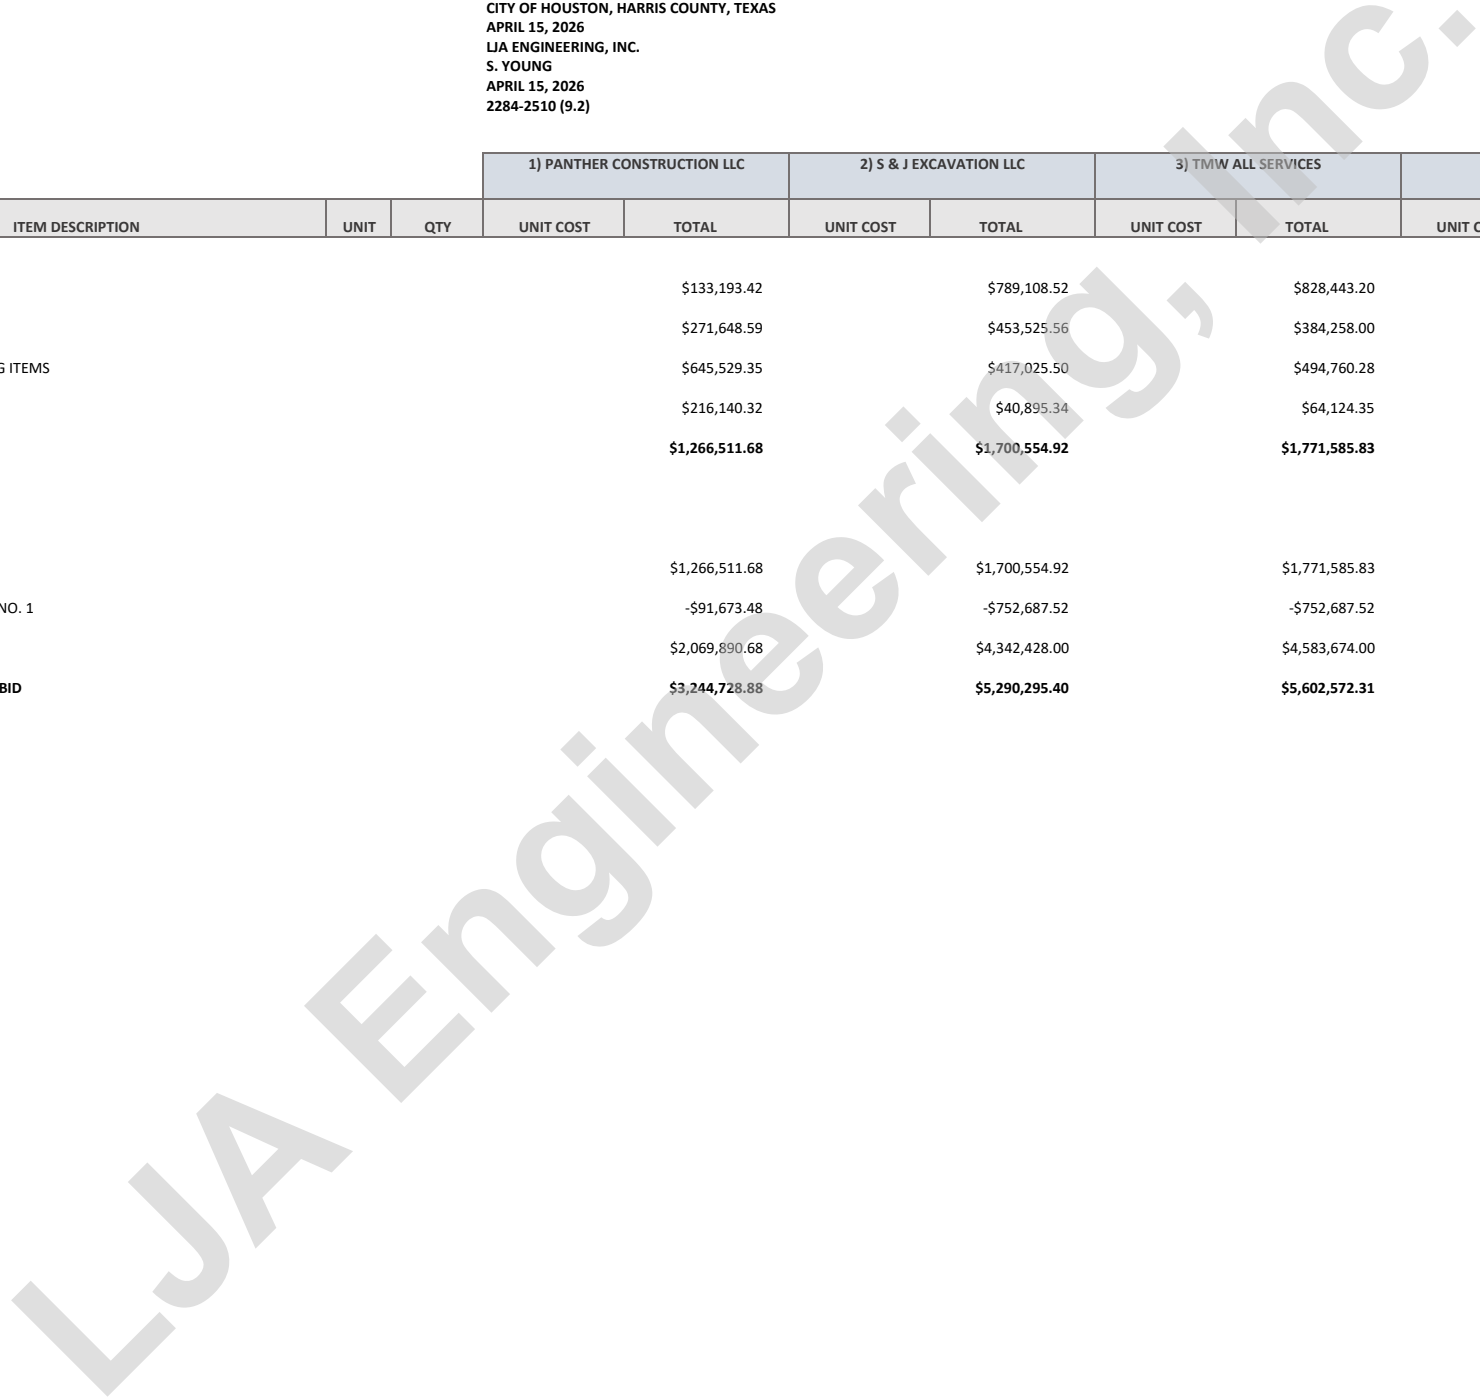 CITY OF HOUSTON, HARRIS COUNTY, TEXAS
APRIL 15, 2026
LJA ENGINEERING, INC.
S. YOUNG
APRIL 15, 2026
2284-2510 (9.2)
1) PANTHER CONSTRUCTION LLC 2) S & J EXCAVATION LLC 3) TMW ALL SERVICES
ITEM DESCRIPTION UNIT QTY UNIT COST TOTAL UNIT COST TOTAL UNIT COST TOTAL UNIT C
$133,193.42 $789,108.52 $828,443.20
$271,648.59 $453,525.56 $384,258.00
G ITEMS $645,529.35 $417,025.50 $494,760.28
$216,140.32 $40,895.34 $64,124.35
$1,266,511.68 $1,700,554.92 $1,771,585.83
$1,266,511.68 $1,700,554.92 $1,771,585.83
NO. 1 -$91,673.48 -$752,687.52 -$752,687.52
$2,069,890.68 $4,342,428.00 $4,583,674.00
BID $3,244,728.88 $5,290,295.40 $5,602,572.31
LJA Engineering, Inc.